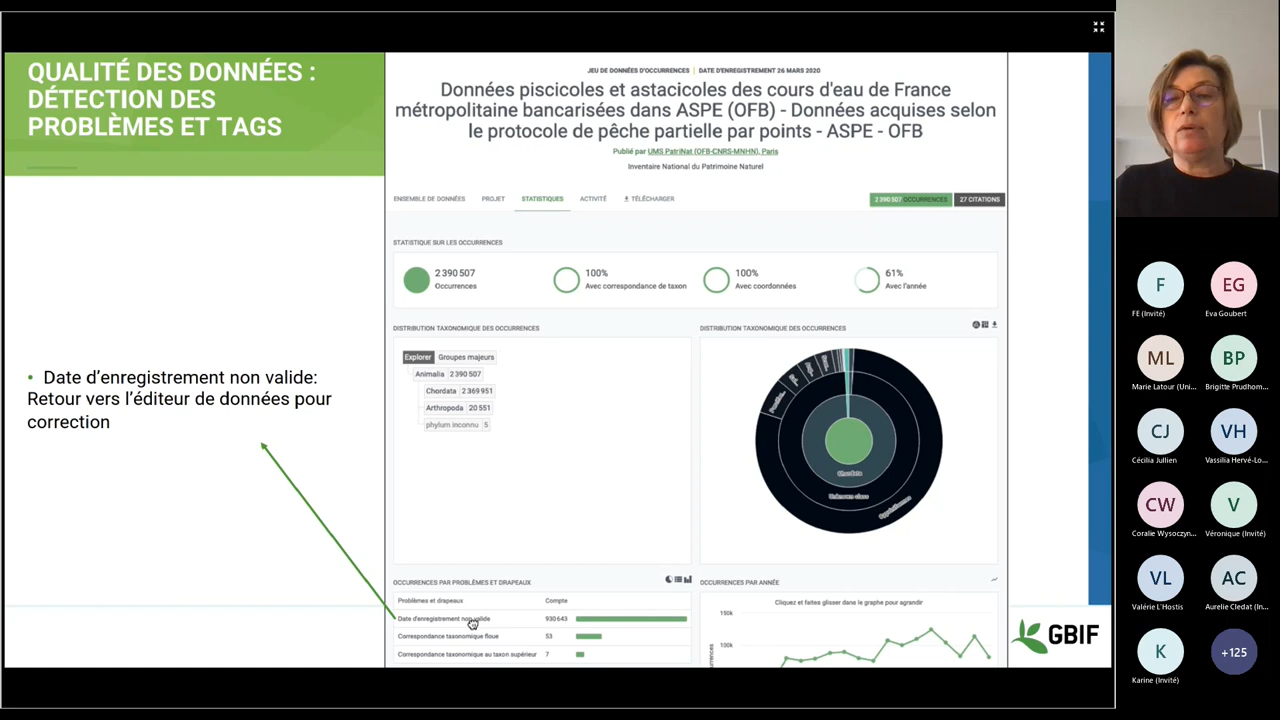 QUALITÉ DES DONNÉES :
DÉTECTION DES
PROBLÈMES ET TAGS
• Date d'enregistrement non valide:
Retour vers l'éditeur de données pour
correction
JEU DE DONNÉES D'OCCURRENCES | DATE D'ENREGISTREMENT 26 MARS 2020
Données piscicoles et astacicoles des cours d'eau de France
métropolitaine bancarisées dans ASPE (OFB) - Données acquises selon
le protocole de pêche partielle par points - ASPE - OFB
Publié par UMS PatriNat (OFB-CNRS-MNHN), Paris
Inventaire National du Patrimoine Naturel
ENSEMBLE DE DONNÉES PROJET STATISTIQUES ACTIVITÉ TÉLÉCHARGER
2 390 507 OCCURRENCES 27 CITATIONS
STATISTIQUE SUR LES OCCURRENCES
2 390 507
Occurrences
100%
Avec correspondance de taxon
100%
Avec coordonnées
61%
Avec l'année
DISTRIBUTION TAXONOMIQUE DES OCCURRENCES
Explorer Groupes majeurs
Animalia 2 390 507
Chordata 2 369 951
Arthropoda 20 551
phylum inconnu 5
DISTRIBUTION TAXONOMIQUE DES OCCURRENCES
Chordata
Unknown class
OCCURRENCES PAR PROBLÈMES ET DRAPEAUX
Problèmes et drapeaux Compte
Date d'enregistrement non valide 930 643
Correspondance taxonomique floue 53
Correspondance taxonomique au taxon supérieur 7
OCCURRENCES PAR ANNÉE
Cliquez et faites glisser dans le graphe pour agrandir
150k
100k
GBIF
F
FE (Invité)
EG
Eva Goubert
ML
Marie Latour (Uni...
BP
Brigitte Prudhom...
CJ
Cécilia Jullien
VH
Vassilia Hervé-Lo...
CW
Coralie Wysoczyn...
V
Véronique (Invité)
VL
Valérie L'Hostis
AC
Aurelie Cledat (In...
K
Karine (Invité)
+125